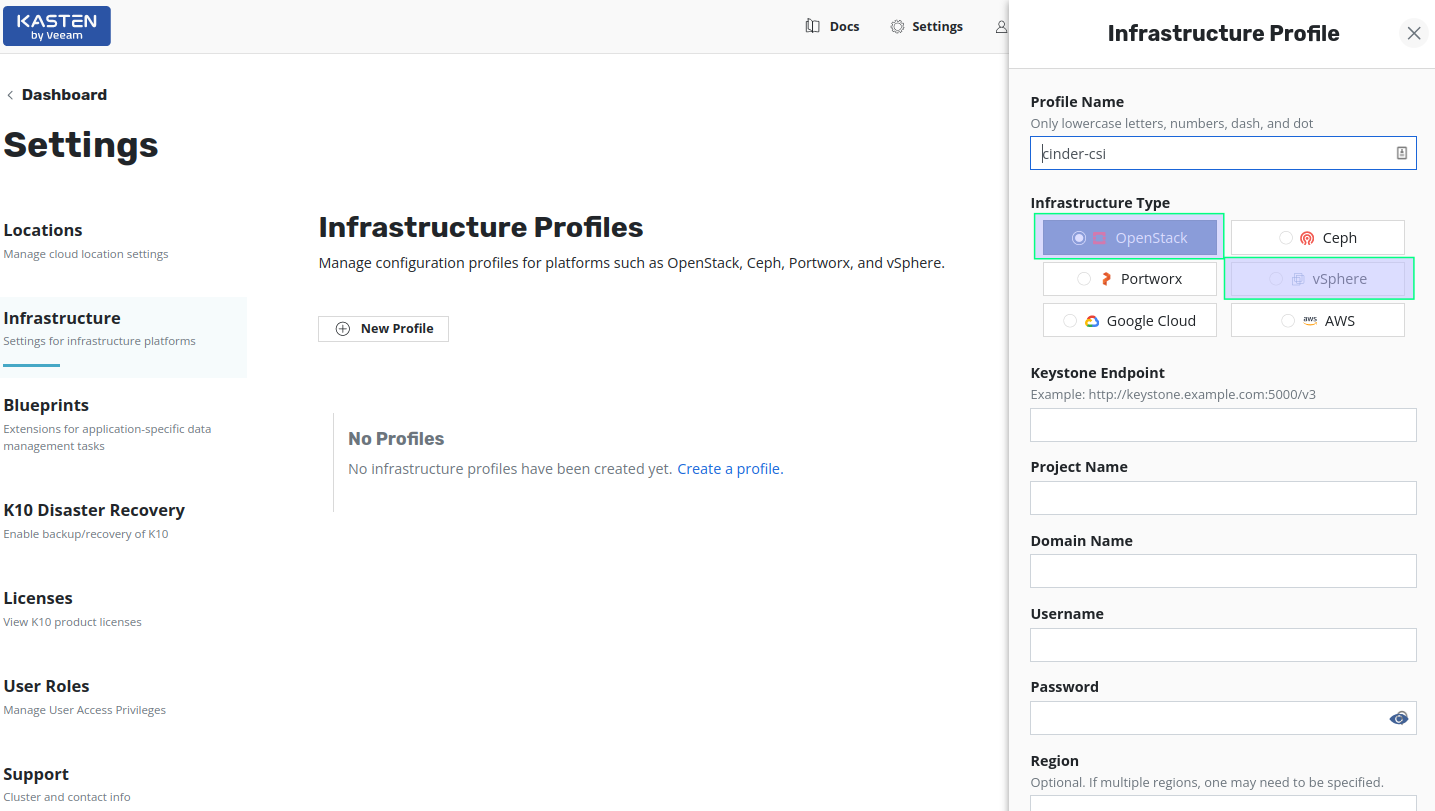 KASTEN
by Veeam
Docs
Settings
Dashboard
Settings
Locations
Manage cloud location settings
Infrastructure
Settings for infrastructure platforms
Blueprints
Extensions for application-specific data
management tasks
K10 Disaster Recovery
Enable backup/recovery of K10
Licenses
View K10 product licenses
User Roles
Manage User Access Privileges
Support
Cluster and contact info
Infrastructure Profiles
Manage configuration profiles for platforms such as OpenStack, Ceph, Portworx, and vSphere.
New Profile
No Profiles
No infrastructure profiles have been created yet. Create a profile.
Infrastructure Profile
Profile Name
Only lowercase letters, numbers, dash, and dot
cinder-csi
Infrastructure Type
OpenStack
Ceph
Portworx
vSphere
Google Cloud
aws AWS
Keystone Endpoint
Example: http://keystone.example.com:5000/v3
Project Name
Domain Name
Username
Password
Region
Optional. If multiple regions, one may need to be specified.